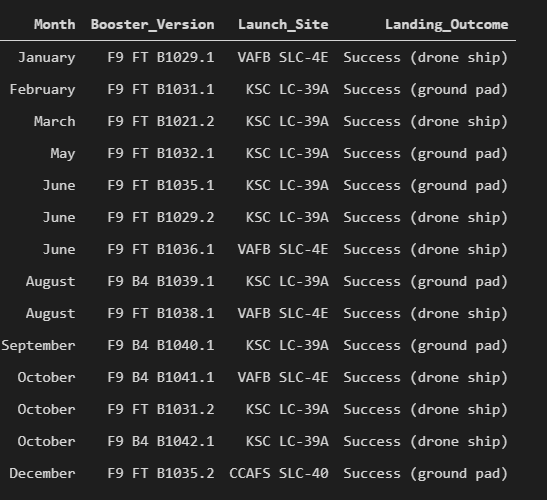 Month Booster_Version Launch_Site Landing_Outcome
January F9 FT B1029.1 VAFB SLC-4E Success (drone ship)
February F9 FT B1031.1 KSC LC-39A Success (ground pad)
March F9 FT B1021.2 KSC LC-39A Success (drone ship)
May F9 FT B1032.1 KSC LC-39A Success (ground pad)
June F9 FT B1035.1 KSC LC-39A Success (ground pad)
June F9 FT B1029.2 KSC LC-39A Success (drone ship)
June F9 FT B1036.1 VAFB SLC-4E Success (drone ship)
August F9 B4 B1039.1 KSC LC-39A Success (ground pad)
August F9 FT B1038.1 VAFB SLC-4E Success (drone ship)
September F9 B4 B1040.1 KSC LC-39A Success (ground pad)
October F9 B4 B1041.1 VAFB SLC-4E Success (drone ship)
October F9 FT B1031.2 KSC LC-39A Success (drone ship)
October F9 B4 B1042.1 KSC LC-39A Success (drone ship)
December F9 FT B1035.2 CCAFS SLC-40 Success (ground pad)